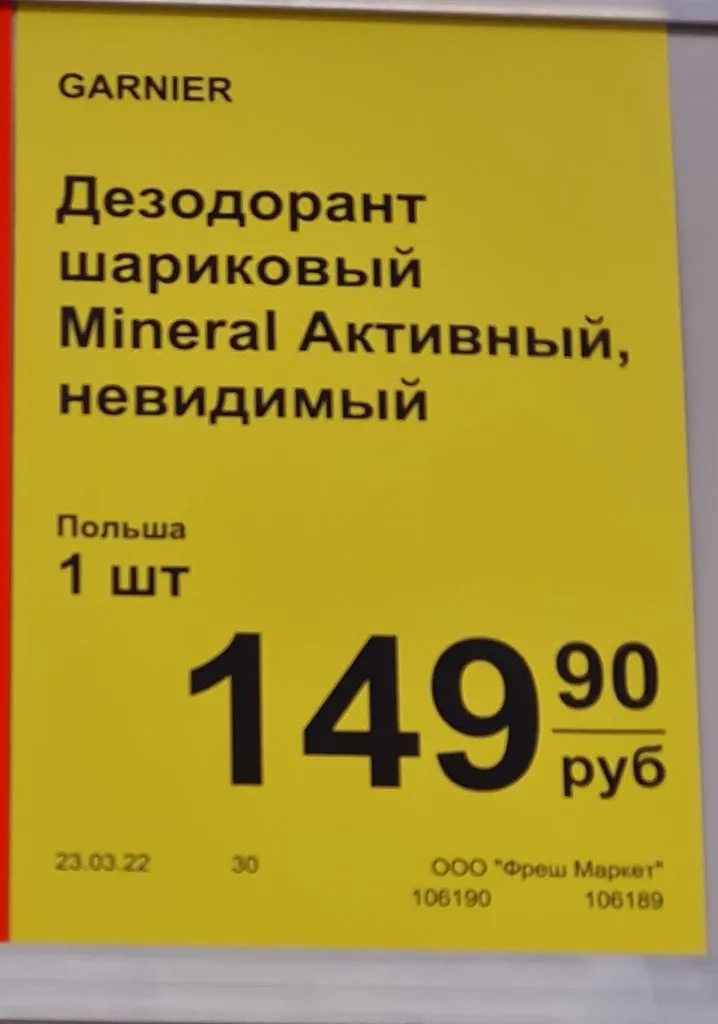 GARNIER
Дезодорант
шариковый
Mineral Активный,
невидимый
Польша
1 шт
149 90
руб
23.03.22 30 ООО "Фреш Маркет"
106190 106189